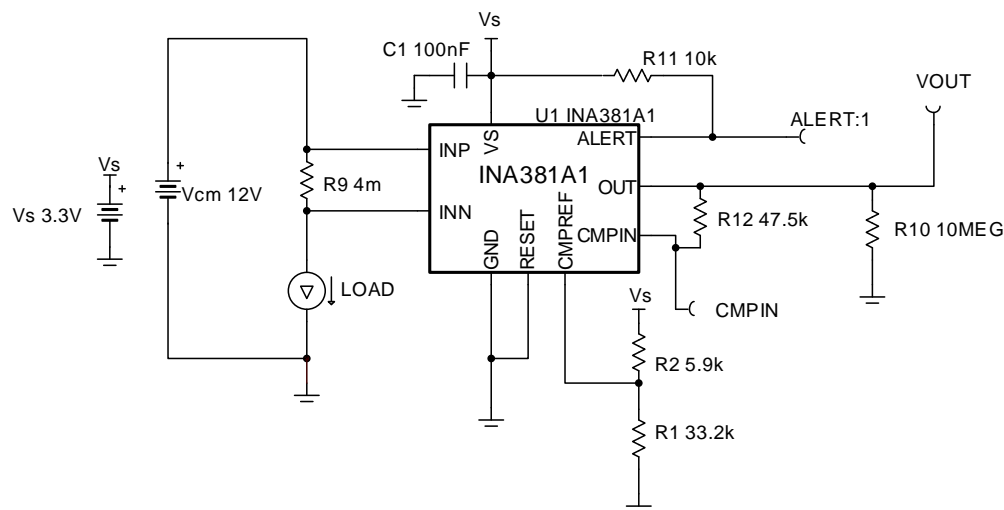 Vs
C1 100nF
R11 10k
VOUT
U1 INA381A1
ALERT:1
ALERT
VS
INP
INA381A1
Vs
+
+
R9 4m
OUT
Vcm 12V
Vs 3.3V
INN
R12 47.5k
CMPIN
R10 10MEG
GND
RESET
CMPREF
LOAD
Vs
CMPIN
R2 5.9k
R1 33.2k